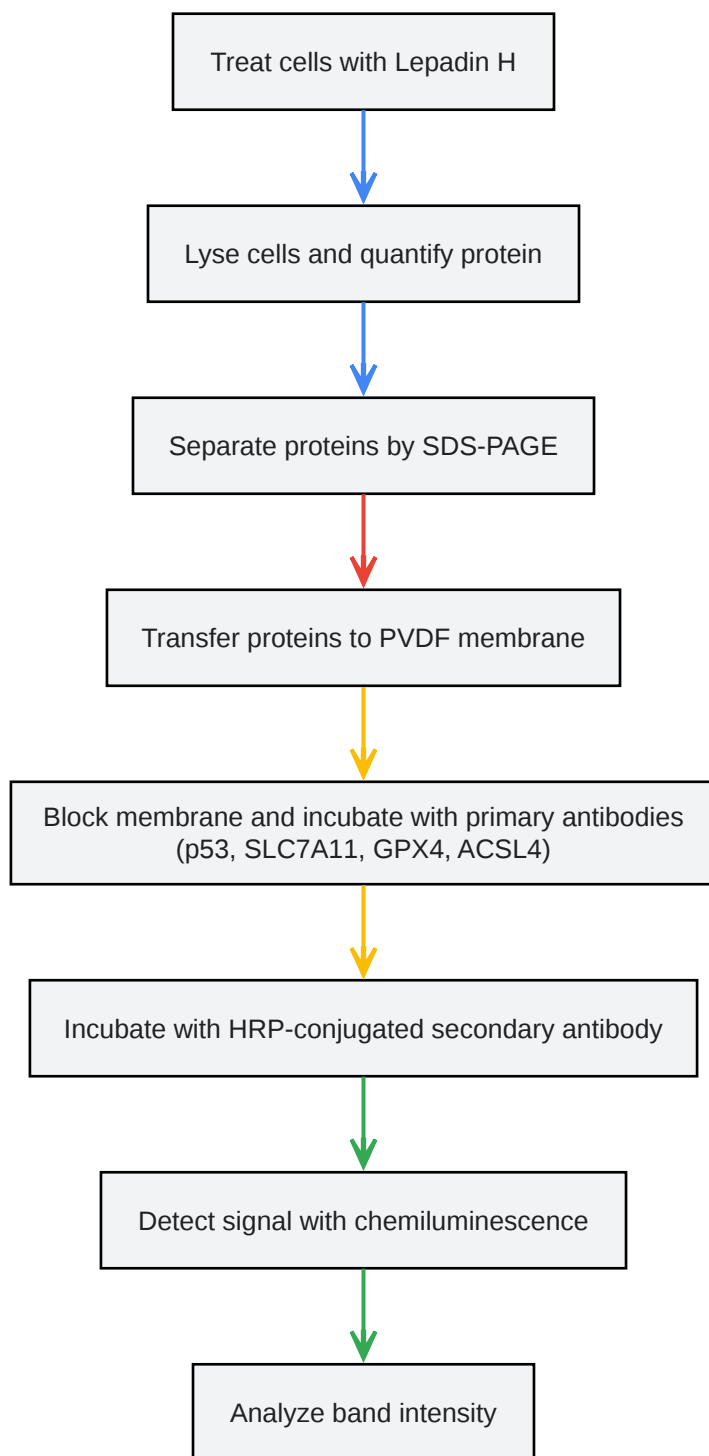 Treat cells with Lepadin H
Lyse cells and quantify protein
Separate proteins by SDS-PAGE
Transfer proteins to PVDF membrane
Block membrane and incubate with primary antibodies
(p53, SLC7A11, GPX4, ACSL4)
Incubate with HRP-conjugated secondary antibody
Detect signal with chemiluminescence
Analyze band intensity